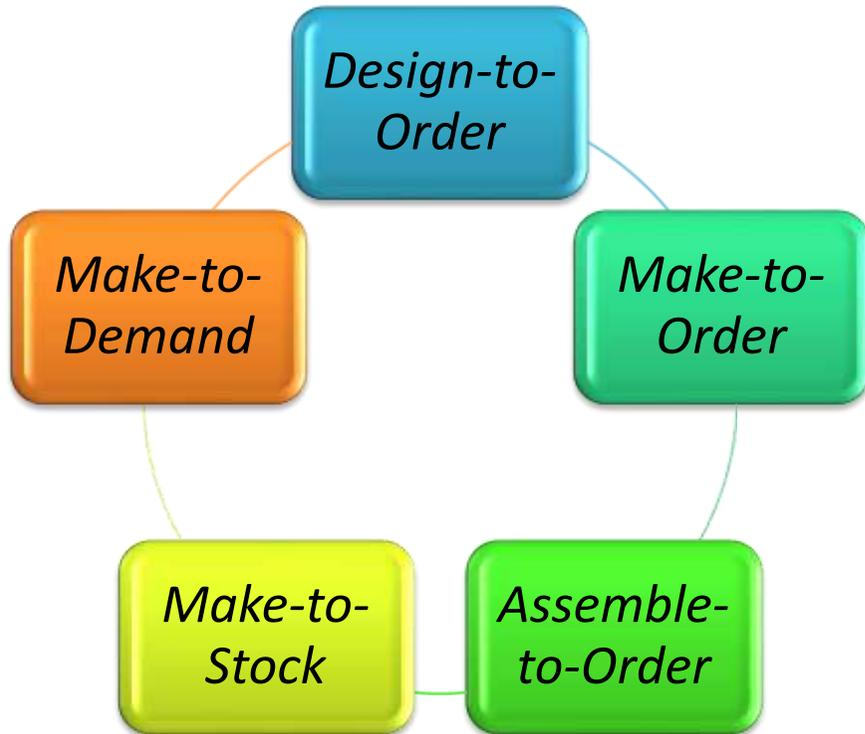 Design-to-
Order
Make-to-
Order
Assemble-
to-Order
Make-to-
Stock
Make-to-
Demand